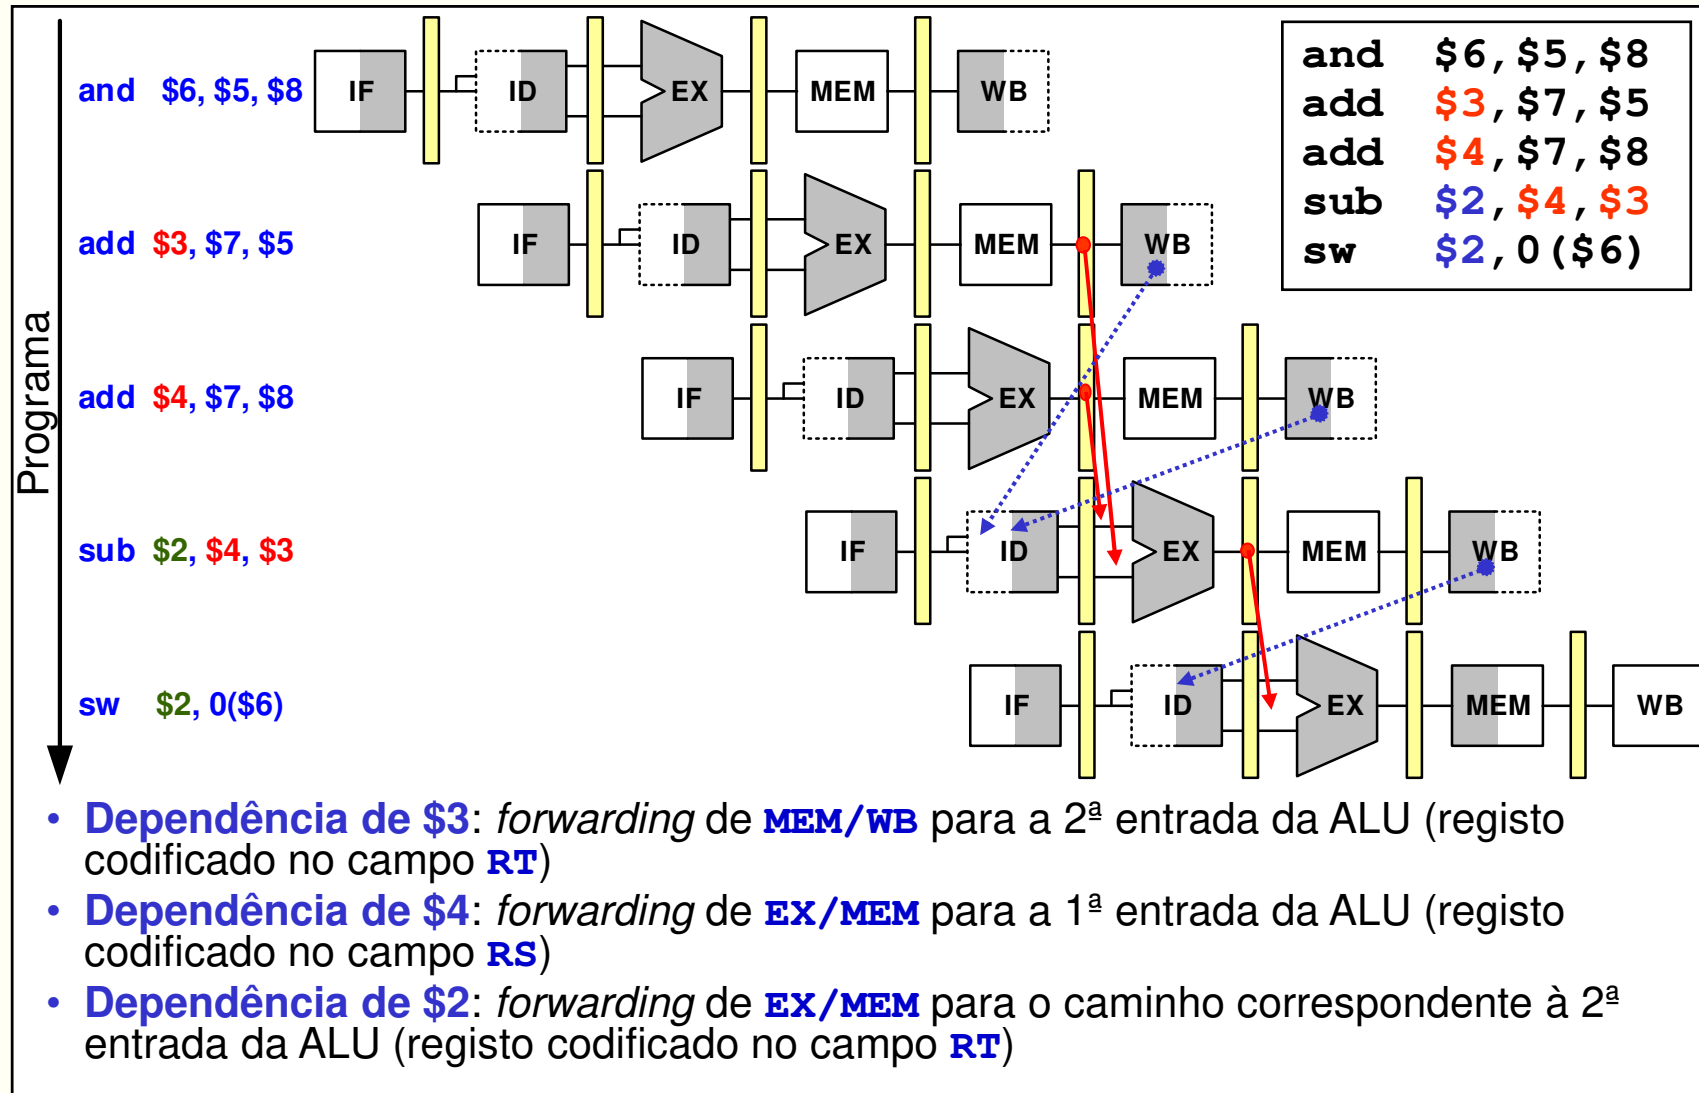 and $6, $5, $8 IF ID EX MEM WB
add $3, $7, $5 IF ID EX MEM WB
add $4, $7, $8 IF ID EX MEM WB
sub $2, $4, $3 IF ID EX MEM WB
sw $2, 0($6) IF ID EX MEM WB
Programa
and $6,$5,$8
add $3,$7,$5
add $4,$7,$8
sub $2,$4,$3
sw $2,0($6)
• Dependência de $3: forwarding de MEM/WB para a 2ª entrada da ALU (registo
codificado no campo RT)
• Dependência de $4: forwarding de EX/MEM para a 1ª entrada da ALU (registo
codificado no campo RS)
• Dependência de $2: forwarding de EX/MEM para o caminho correspondente à 2ª
entrada da ALU (registo codificado no campo RT)